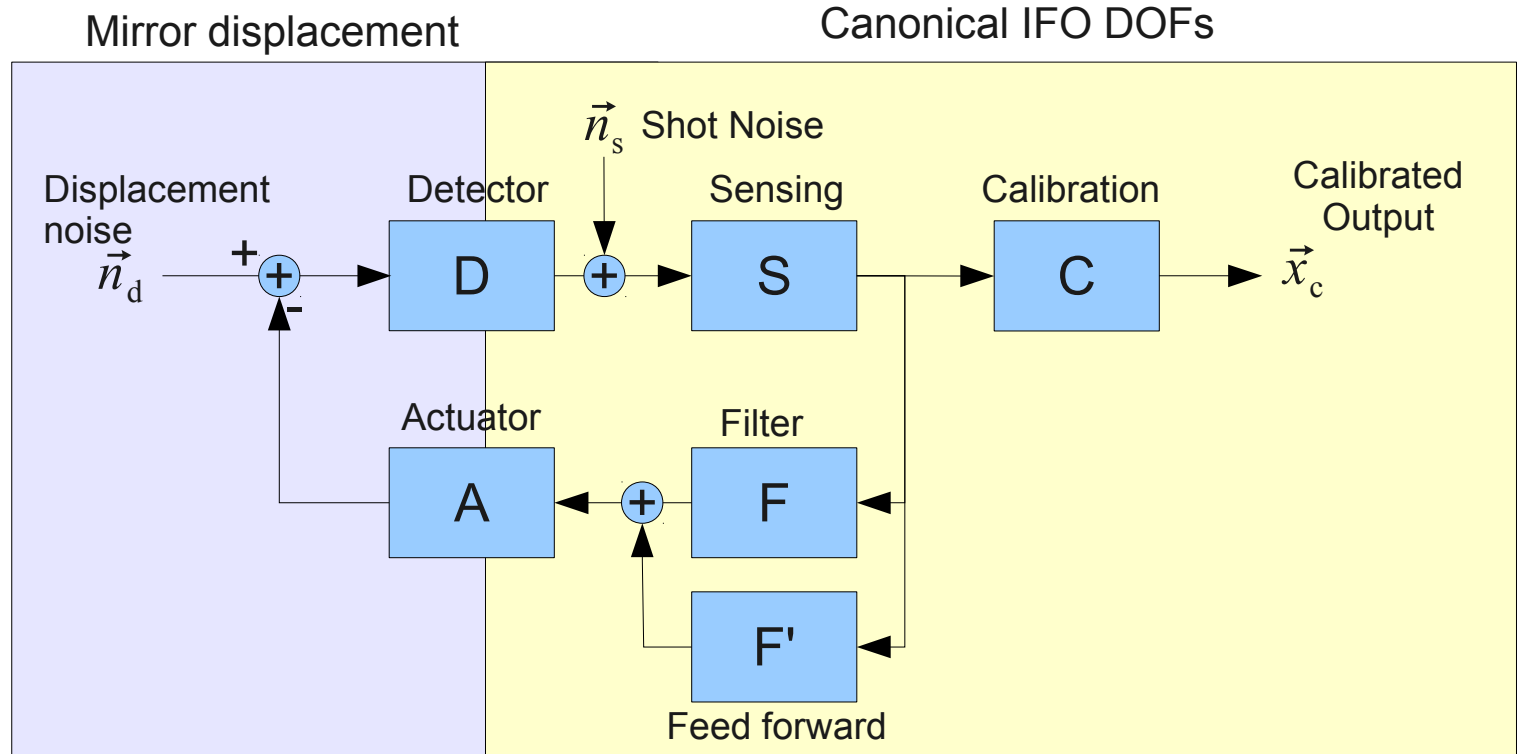 Mirror displacement
Canonical IFO DOFs
n⃗s Shot Noise
Displacement
noise
Detector
Sensing
Calibration
Calibrated
Output
n⃗d
+
+
-
D
+
S
C
x⃗c
Actuator
Filter
A
+
F
F'
Feed forward